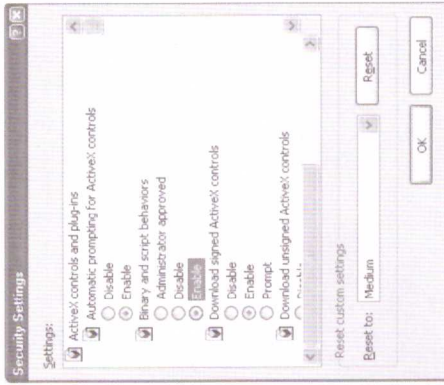 Security Settings
Settings:
ActiveX controls and plug-ins
Automatic prompting for ActiveX controls
Disable
Enable
Binary and script behaviors
Administrator approved
Disable
Enable
Download signed ActiveX controls
Disable
Enable
Prompt
Download unsigned ActiveX controls
Disable
Reset custom settings
Reset to: Medium
Reset
OK
Cancel